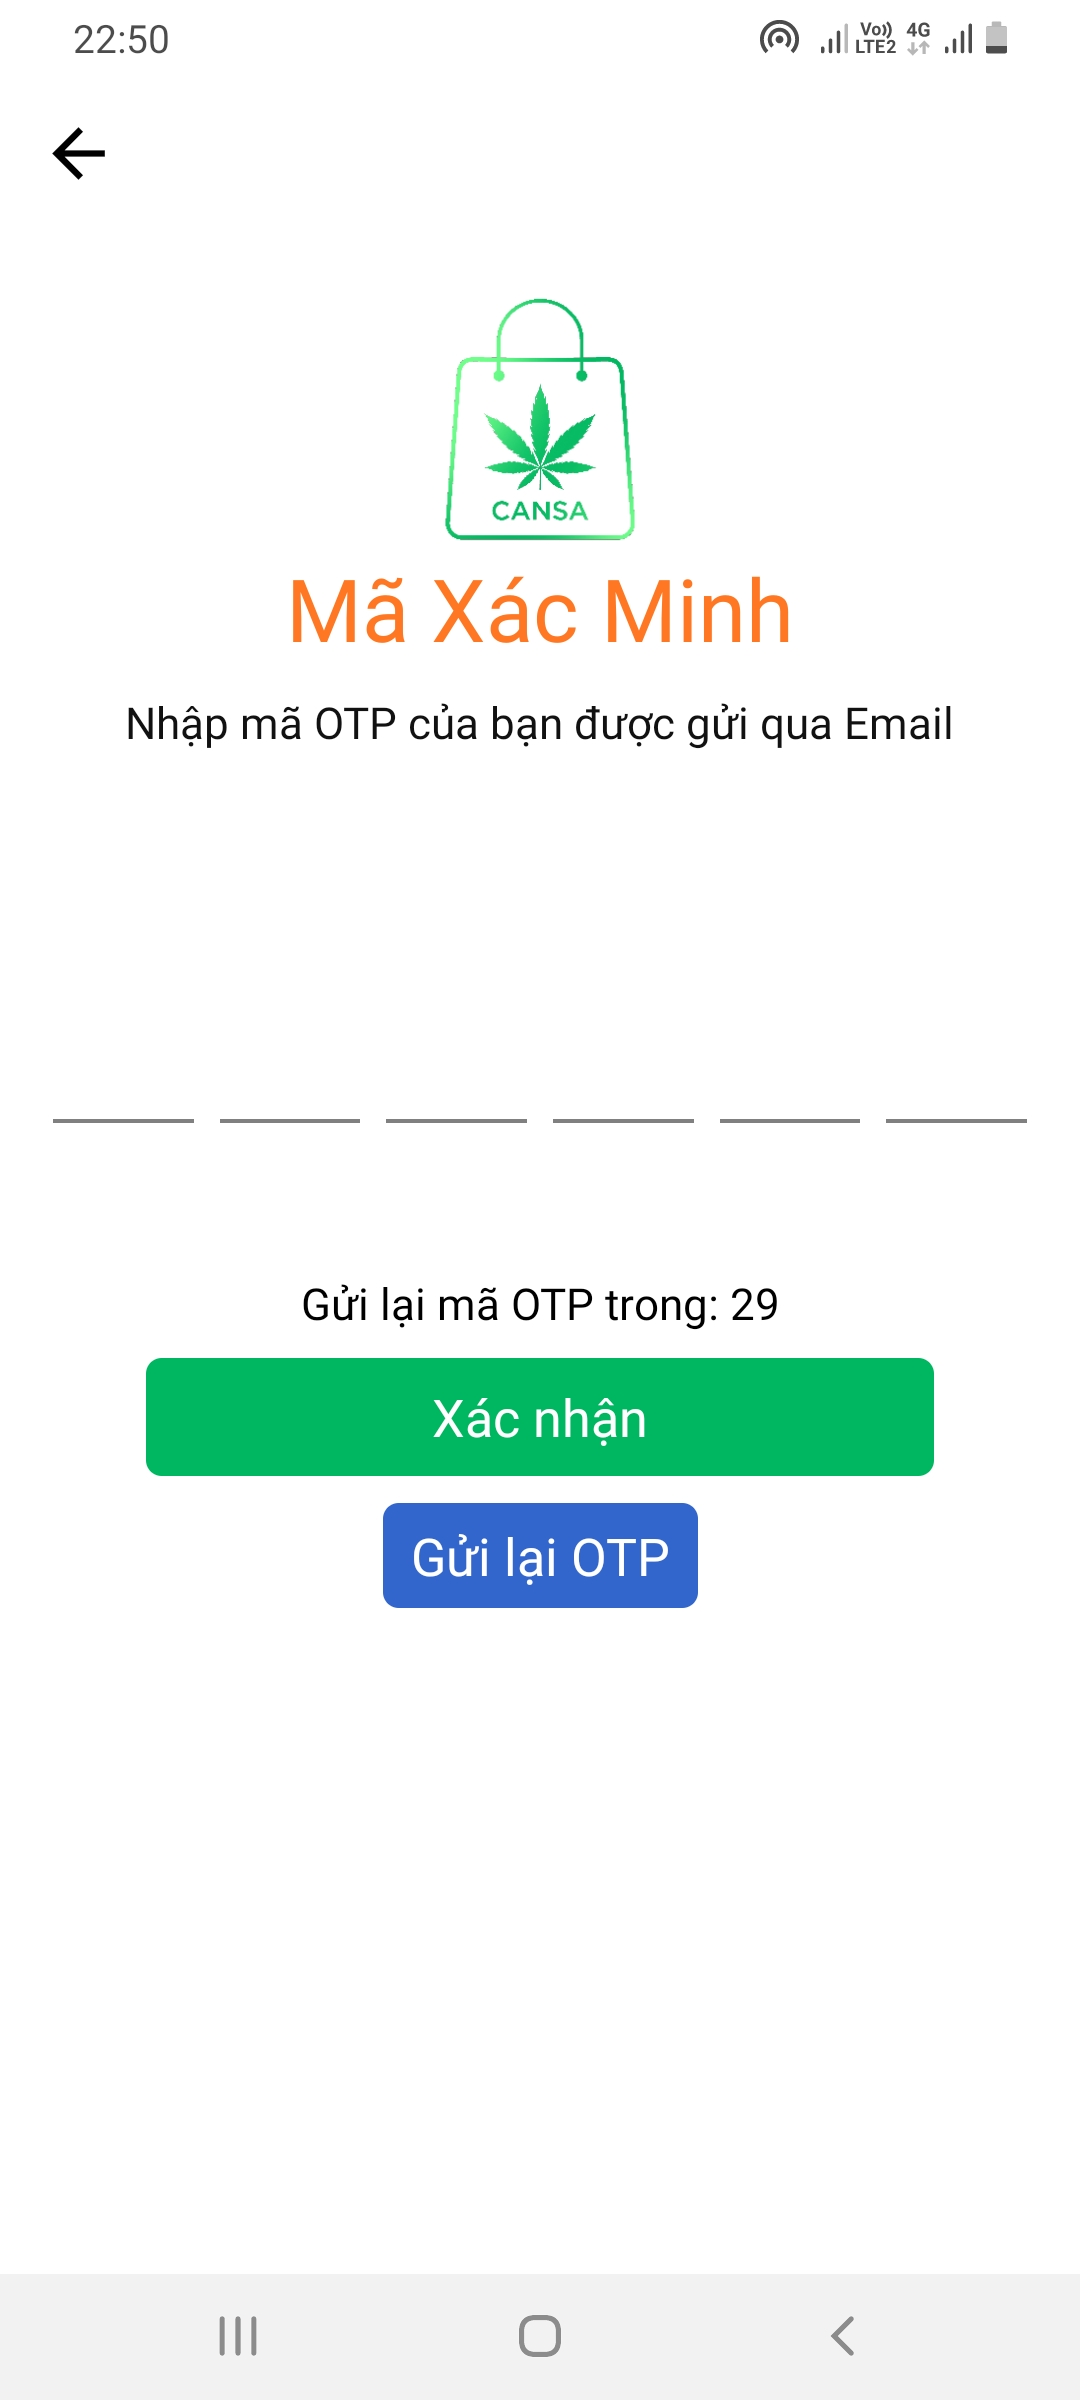 22:50
Vo)) 4G
LTE2
CANSA
Mã Xác Minh
Nhập mã OTP của bạn được gửi qua Email
Gửi lại mã OTP trong: 29
Xác nhận
Gửi lại OTP